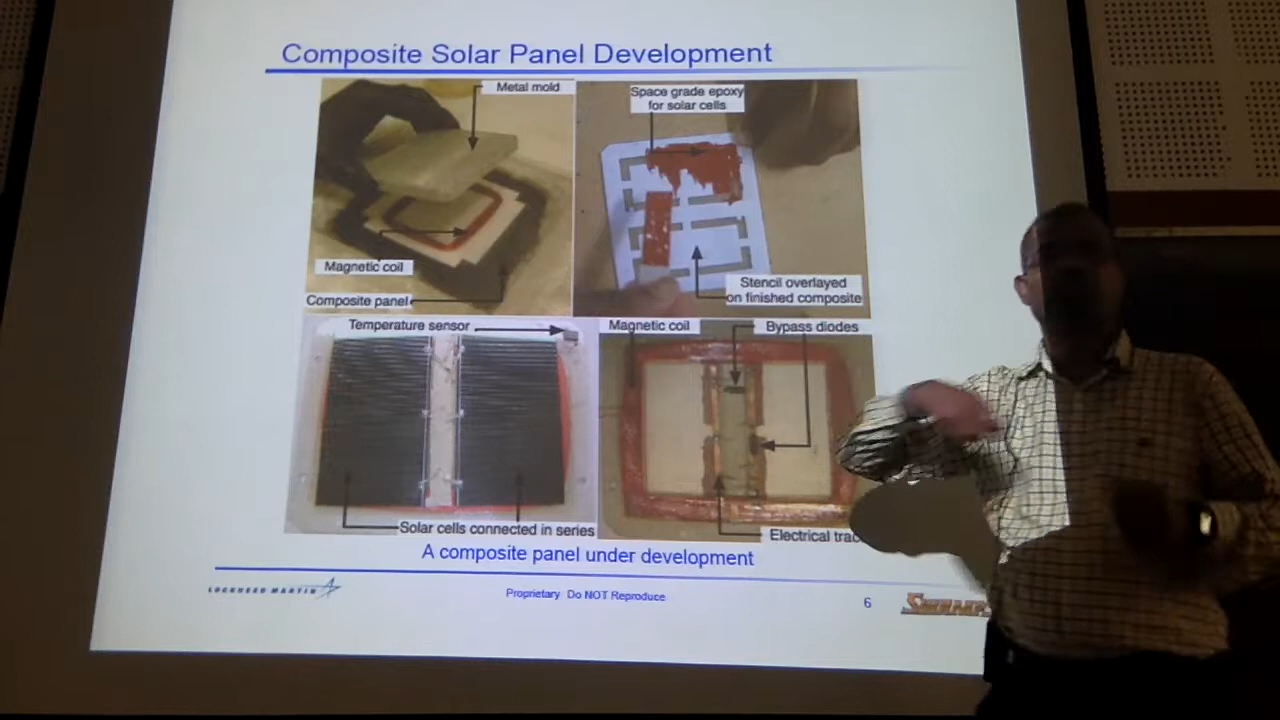 Composite Solar Panel Development
Metal mold
Magnetic coil
Composite panel
Space grade epoxy
for solar cells
Stencil overlayed
on finished composite
Temperature sensor
Solar cells connected in series
Magnetic coil
Bypass diodes
Electrical
A composite panel under development
LOCKHEED MARTIN
Proprietary Do NOT Reproduce
6